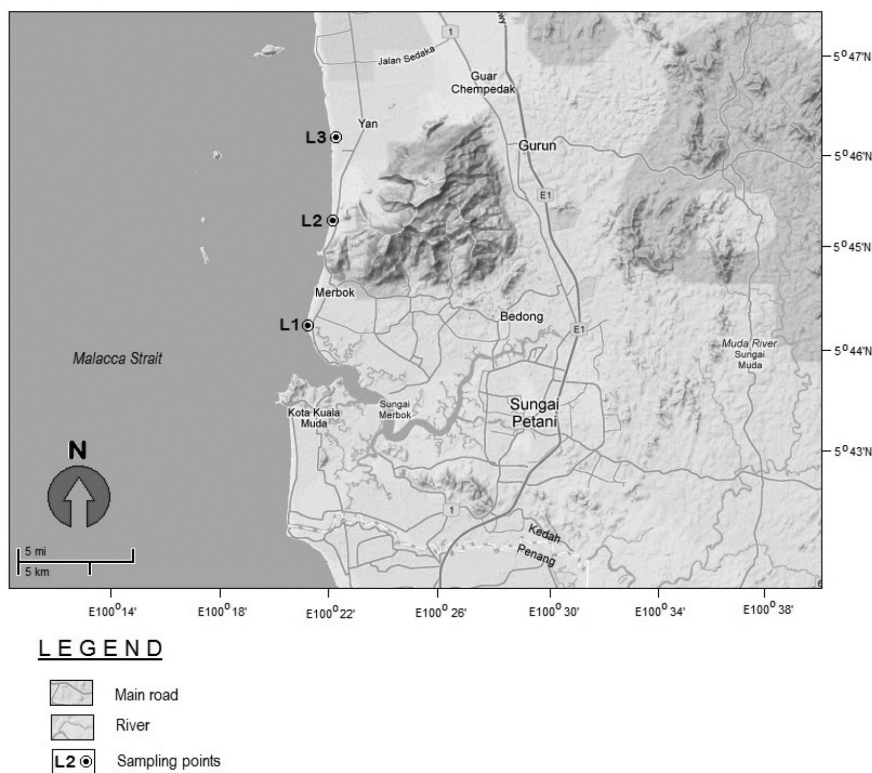 1
Jalan Sedaka
Guar
Chempedak
5°47'N
Yan
L3
Gurun
5°46'N
E1
L2
5°45'N
Merbok
Bedong
L1
E1
5°44'N
Malacca Strait
Muda River
Sungai
Muda
Kota Kuala
Muda
Sungai
Merbok
Sungai
Petani
5°43'N
N
1
Kedah
Penang
5 mi
5 km
E100°14'
E100°18'
E100°22'
E100°26'
E100°30'
E100°34'
E100°38'
LEGEND
Main road
River
L2
Sampling points